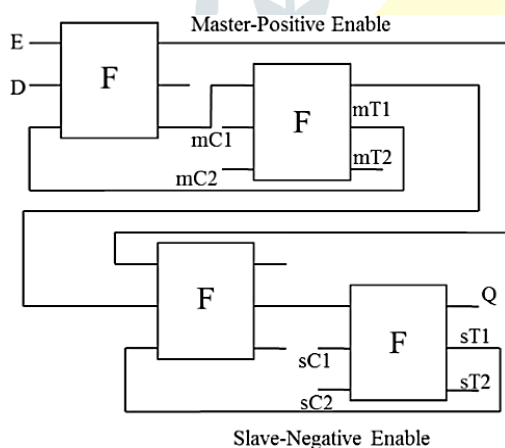 Master-Positive Enable
E
F
D
F
mT1
mC1
mT2
mC2
F
F
Q
sT1
sC1
sT2
sC2
Slave-Negative Enable